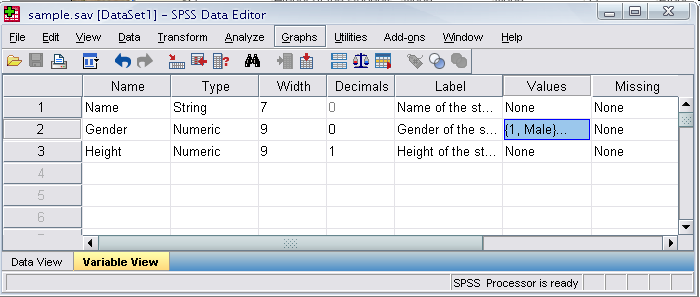 sample.sav [DataSet1] - SPSS Data Editor
File Edit View Data Transform Analyze Graphs Utilities Add-ons Window Help
Name Type Width Decimals Label Values Missing
1 Name String 7 0 Name of the st... None None
2 Gender Numeric 9 0 Gender of the s... {1, Male}... None
3 Height Numeric 9 1 Height of the st... None None
4
5
6
Data View Variable View
SPSS Processor is ready